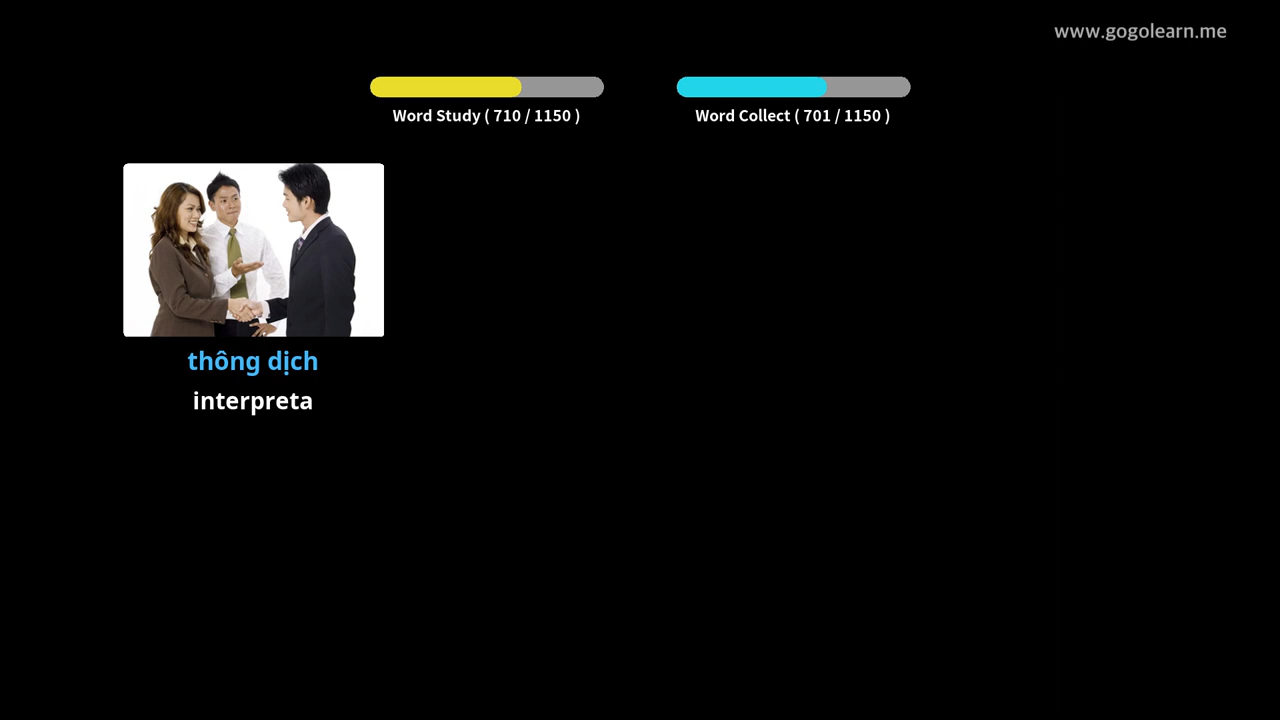 www.gogolearn.me
Word Study ( 710 / 1150 )
Word Collect ( 701 / 1150 )
thông dịch
interpreta